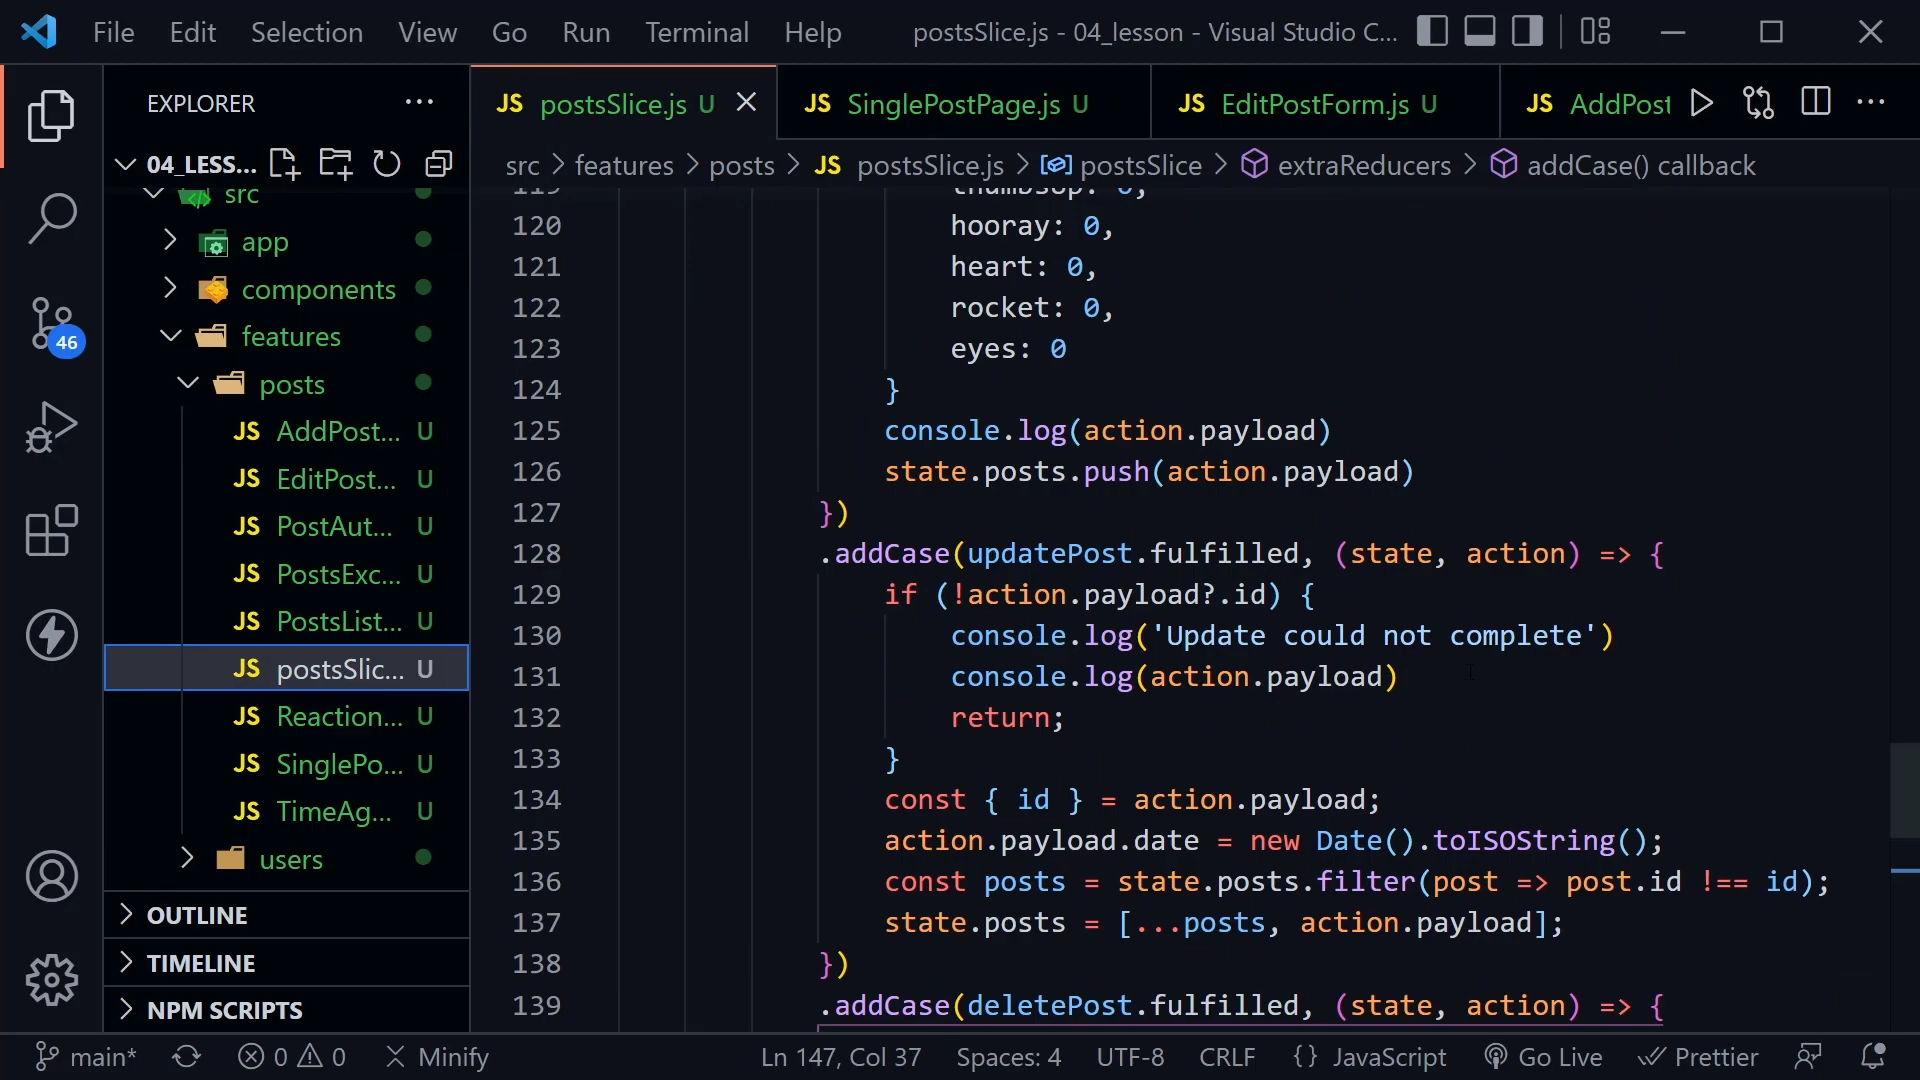 File Edit Selection View Go Run Terminal Help postsSlice.js - 04_lesson - Visual Studio C...
EXPLORER
JS postsSlice.js U
JS SinglePostPage.js U
JS EditPostForm.js U
JS AddPost
04_LESS...
src > features > posts > JS postsSlice.js > postsSlice > extraReducers > addCase() callback
src
app
components
features
posts
JS AddPost... U
JS EditPost... U
JS PostAut... U
JS PostsExc... U
JS PostsList... U
JS postsSlic... U
JS Reaction... U
JS SinglePo... U
JS TimeAg... U
users
OUTLINE
TIMELINE
NPM SCRIPTS
46
119 thumbsUp: 0,
120 hooray: 0,
121 heart: 0,
122 rocket: 0,
123 eyes: 0
124 }
125 console.log(action.payload)
126 state.posts.push(action.payload)
127 })
128 .addCase(updatePost.fulfilled, (state, action) => {
129 if (!action.payload?.id) {
130 console.log('Update could not complete')
131 console.log(action.payload)
132 return;
133 }
134 const { id } = action.payload;
135 action.payload.date = new Date().toISOString();
136 const posts = state.posts.filter(post => post.id !== id);
137 state.posts = [...posts, action.payload];
138 })
139 .addCase(deletePost.fulfilled, (state, action) => {
main* 0 0 Minify Ln 147, Col 37 Spaces: 4 UTF-8 CRLF {} JavaScript Go Live Prettier